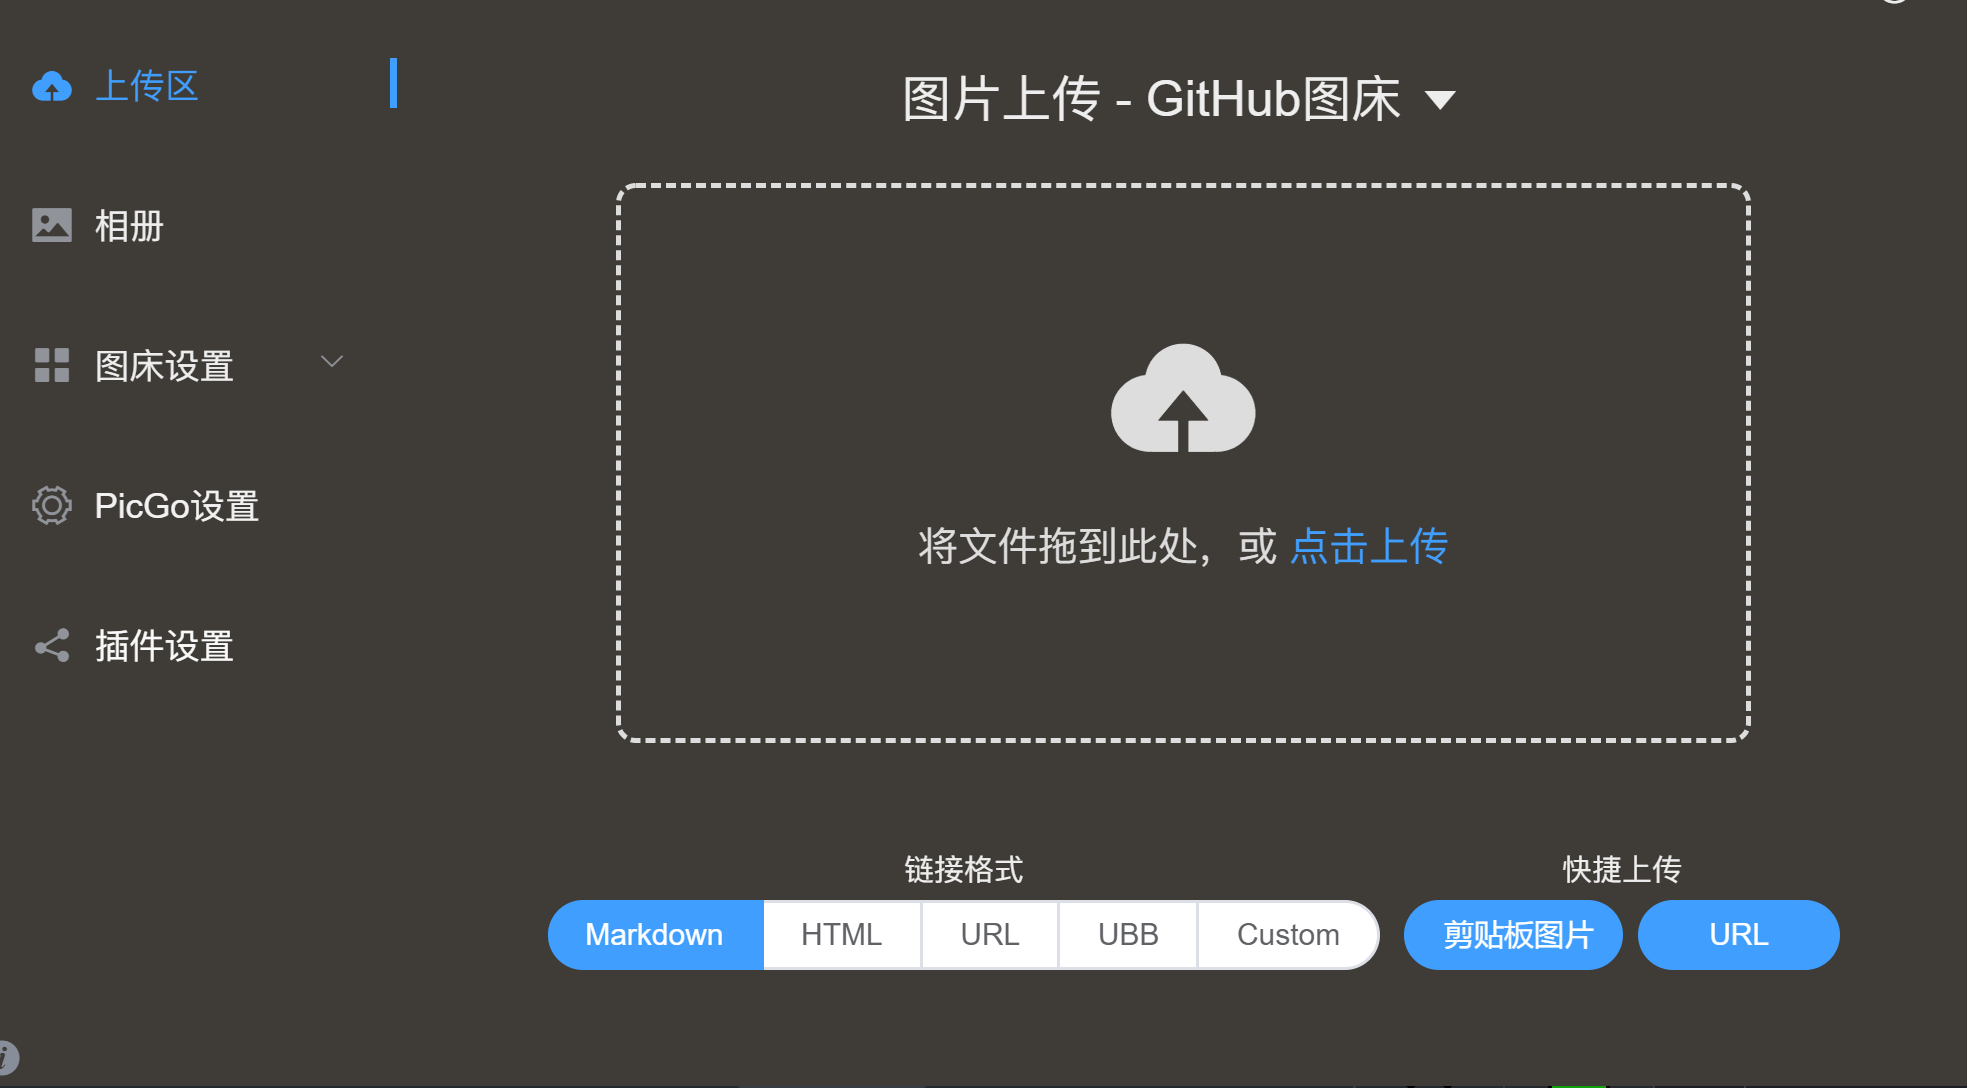 上传区
相册
图床设置
PicGo设置
插件设置
图片上传 - GitHub图床
将文件拖到此处，或 点击上传
链接格式
Markdown HTML URL UBB Custom
快捷上传
剪贴板图片 URL